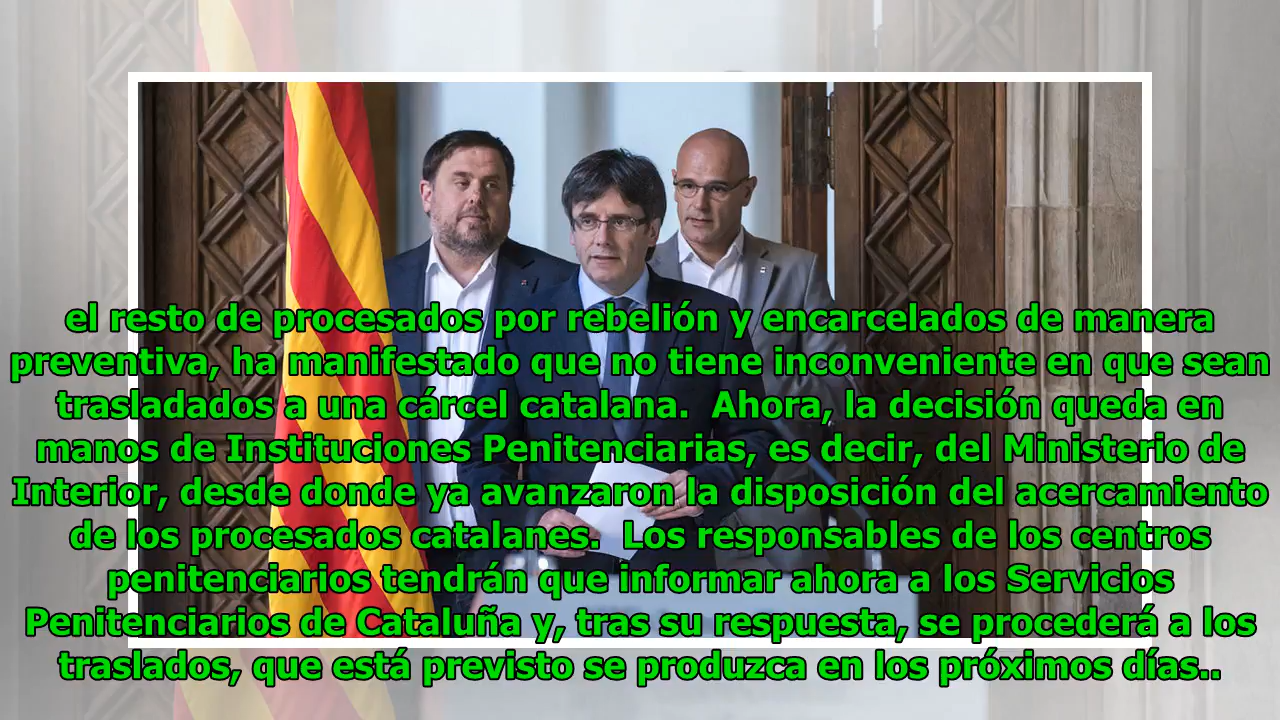 el resto de procesados por rebelión y encarcelados de manera
preventiva, ha manifestado que no tiene inconveniente en que sean
trasladados a una cárcel catalana.  Ahora, la decisión queda en
manos de Instituciones Penitenciarias, es decir, del Ministerio de
Interior, desde donde ya avanzaron la disposición del acercamiento
de los procesados catalanes.  Los responsables de los centros
penitenciarios tendrán que informar ahora a los Servicios
Penitenciarios de Cataluña y, tras su respuesta, se procederá a los
traslados, que está previsto se produzca en los próximos días..